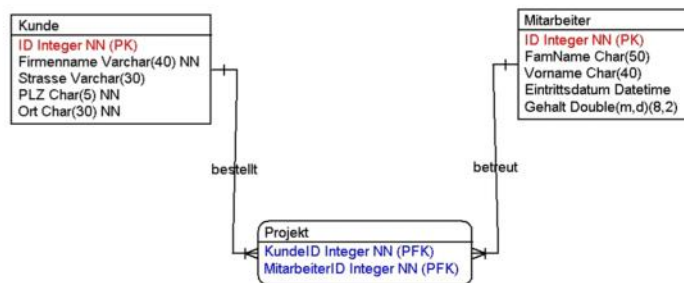 Kunde
ID Integer NN (PK)
Firmenname Varchar(40) NN
Strasse Varchar(30)
PLZ Char(5) NN
Ort Char(30) NN
Mitarbeiter
ID Integer NN (PK)
FamName Char(50)
Vorname Char(40)
Eintrittsdatum Datetime
Gehalt Double(m,d)(8,2)
bestellt
betreut
Projekt
KundeID Integer NN (PFK)
MitarbeiterID Integer NN (PFK)